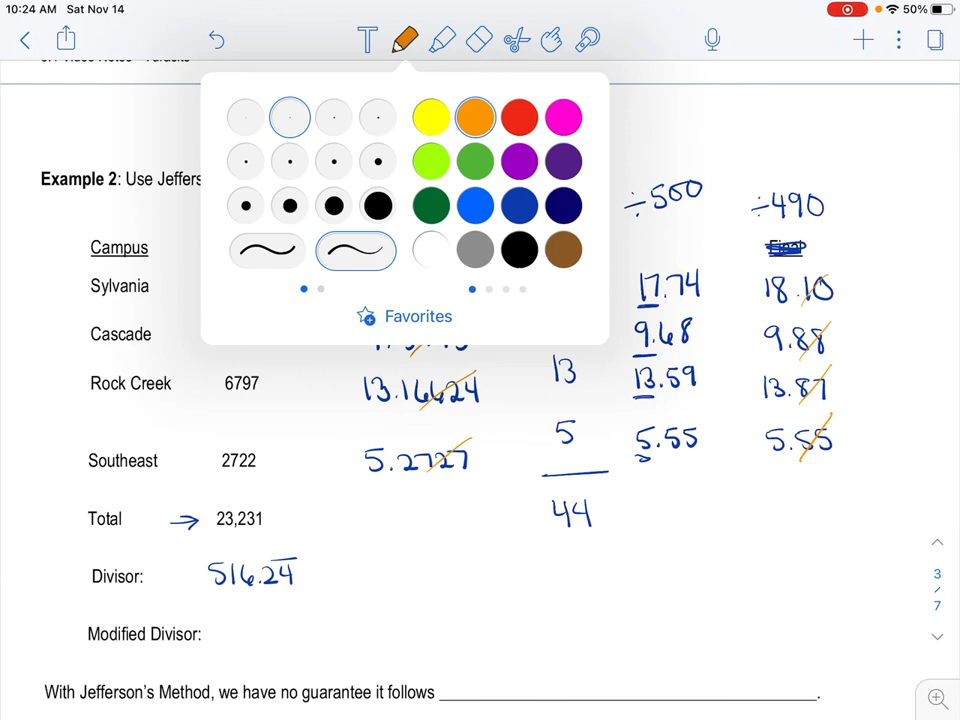 10:24 AM Sat Nov 14
50%
T
Example 2: Use Jeffers
÷500
÷490
Campus
Sylvania
17.74
18.10
Cascade
9.68
9.88
Rock Creek 6797 13.16624 13 13.59 13.87
Southeast 2722 5.2727 5 5.55 5.55
Total → 23,231 44
Divisor: 516.24
Modified Divisor:
With Jefferson's Method, we have no guarantee it follows ______.
Favorites
3
/
7